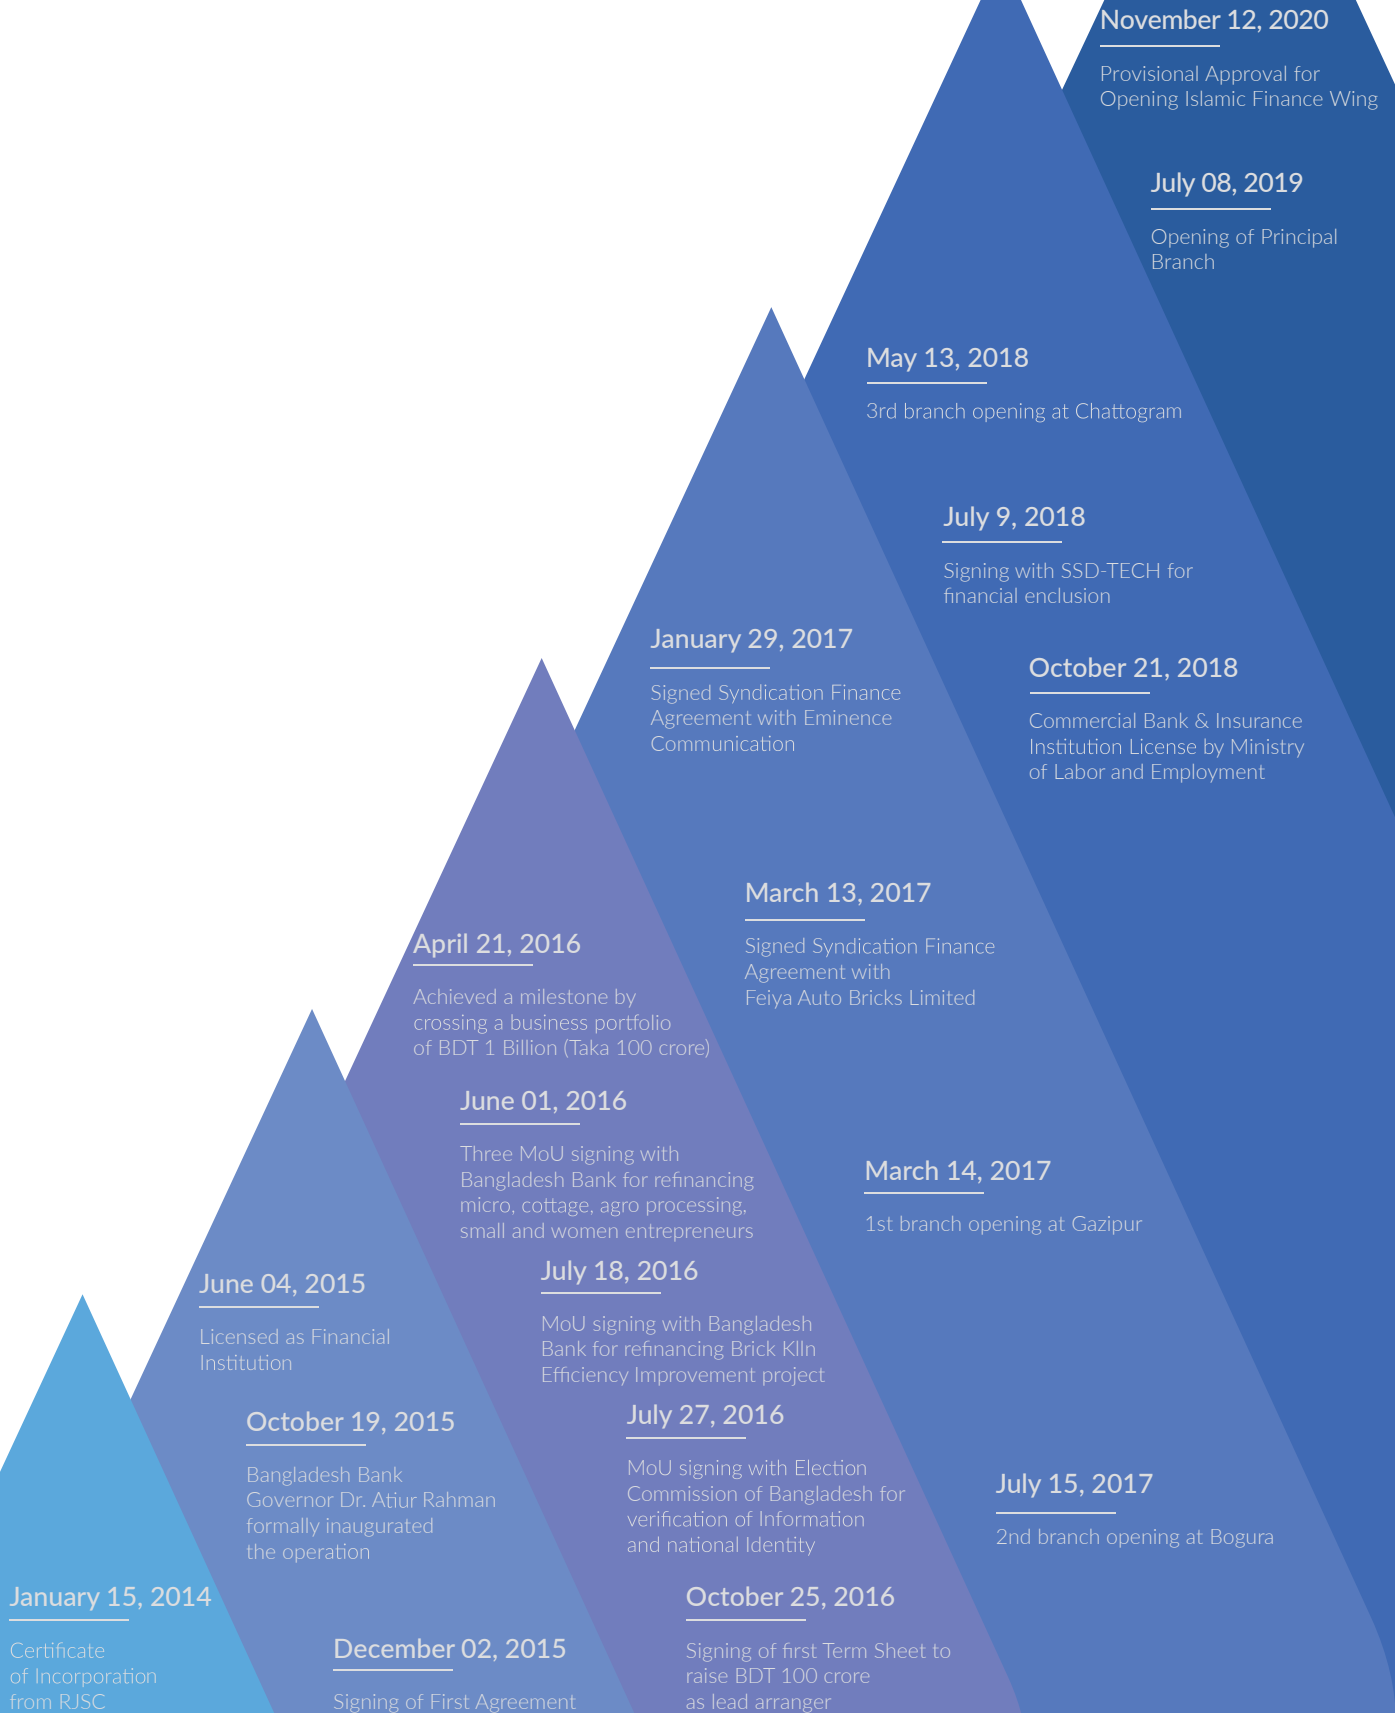 November 12, 2020
Provisional Approval for
Opening Islamic Finance Wing
July 08, 2019
Opening of Principal
Branch
May 13, 2018
3rd branch opening at Chattogram
July 9, 2018
Signing with SSD-TECH for
financial enclusion
October 21, 2018
Commercial Bank & Insurance
Institution License by Ministry
of Labor and Employment
January 29, 2017
Signed Syndication Finance
Agreement with Eminence
Communication
March 13, 2017
Signed Syndication Finance
Agreement with
Feiya Auto Bricks Limited
March 14, 2017
1st branch opening at Gazipur
July 15, 2017
2nd branch opening at Bogura
April 21, 2016
Achieved a milestone by
crossing a business portfolio
of BDT 1 Billion (Taka 100 crore)
June 01, 2016
Three MoU signing with
Bangladesh Bank for refinancing
micro, cottage, agro processing,
small and women entrepreneurs
July 18, 2016
MoU signing with Bangladesh
Bank for refinancing Brick Klln
Efficiency Improvement project
July 27, 2016
MoU signing with Election
Commission of Bangladesh for
verification of Information
and national Identity
October 25, 2016
Signing of first Term Sheet to
raise BDT 100 crore
as lead arranger
June 04, 2015
Licensed as Financial
Institution
October 19, 2015
Bangladesh Bank
Governor Dr. Atiur Rahman
formally inaugurated
the operation
December 02, 2015
Signing of First Agreement
January 15, 2014
Certificate
of Incorporation
from RJSC